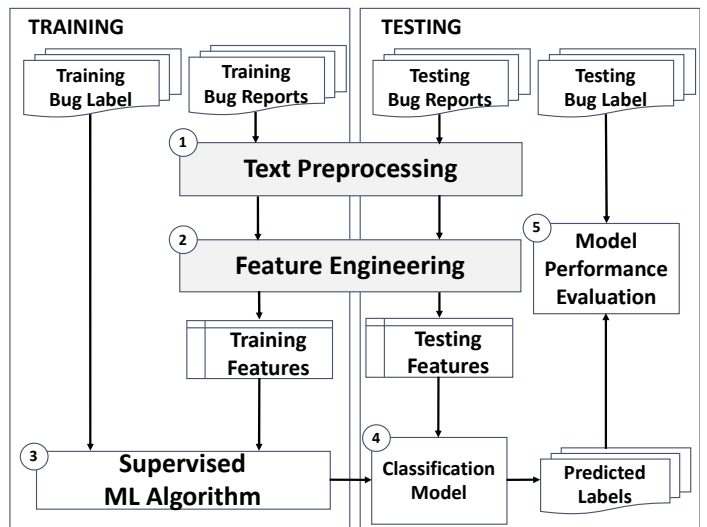 TRAINING
TESTING
Training
Bug Label
Training
Bug Reports
Testing
Bug Reports
Testing
Bug Label
1
Text Preprocessing
2
Feature Engineering
5
Model
Performance
Evaluation
Training
Features
Testing
Features
3
Supervised
ML Algorithm
4
Classification
Model
Predicted
Labels